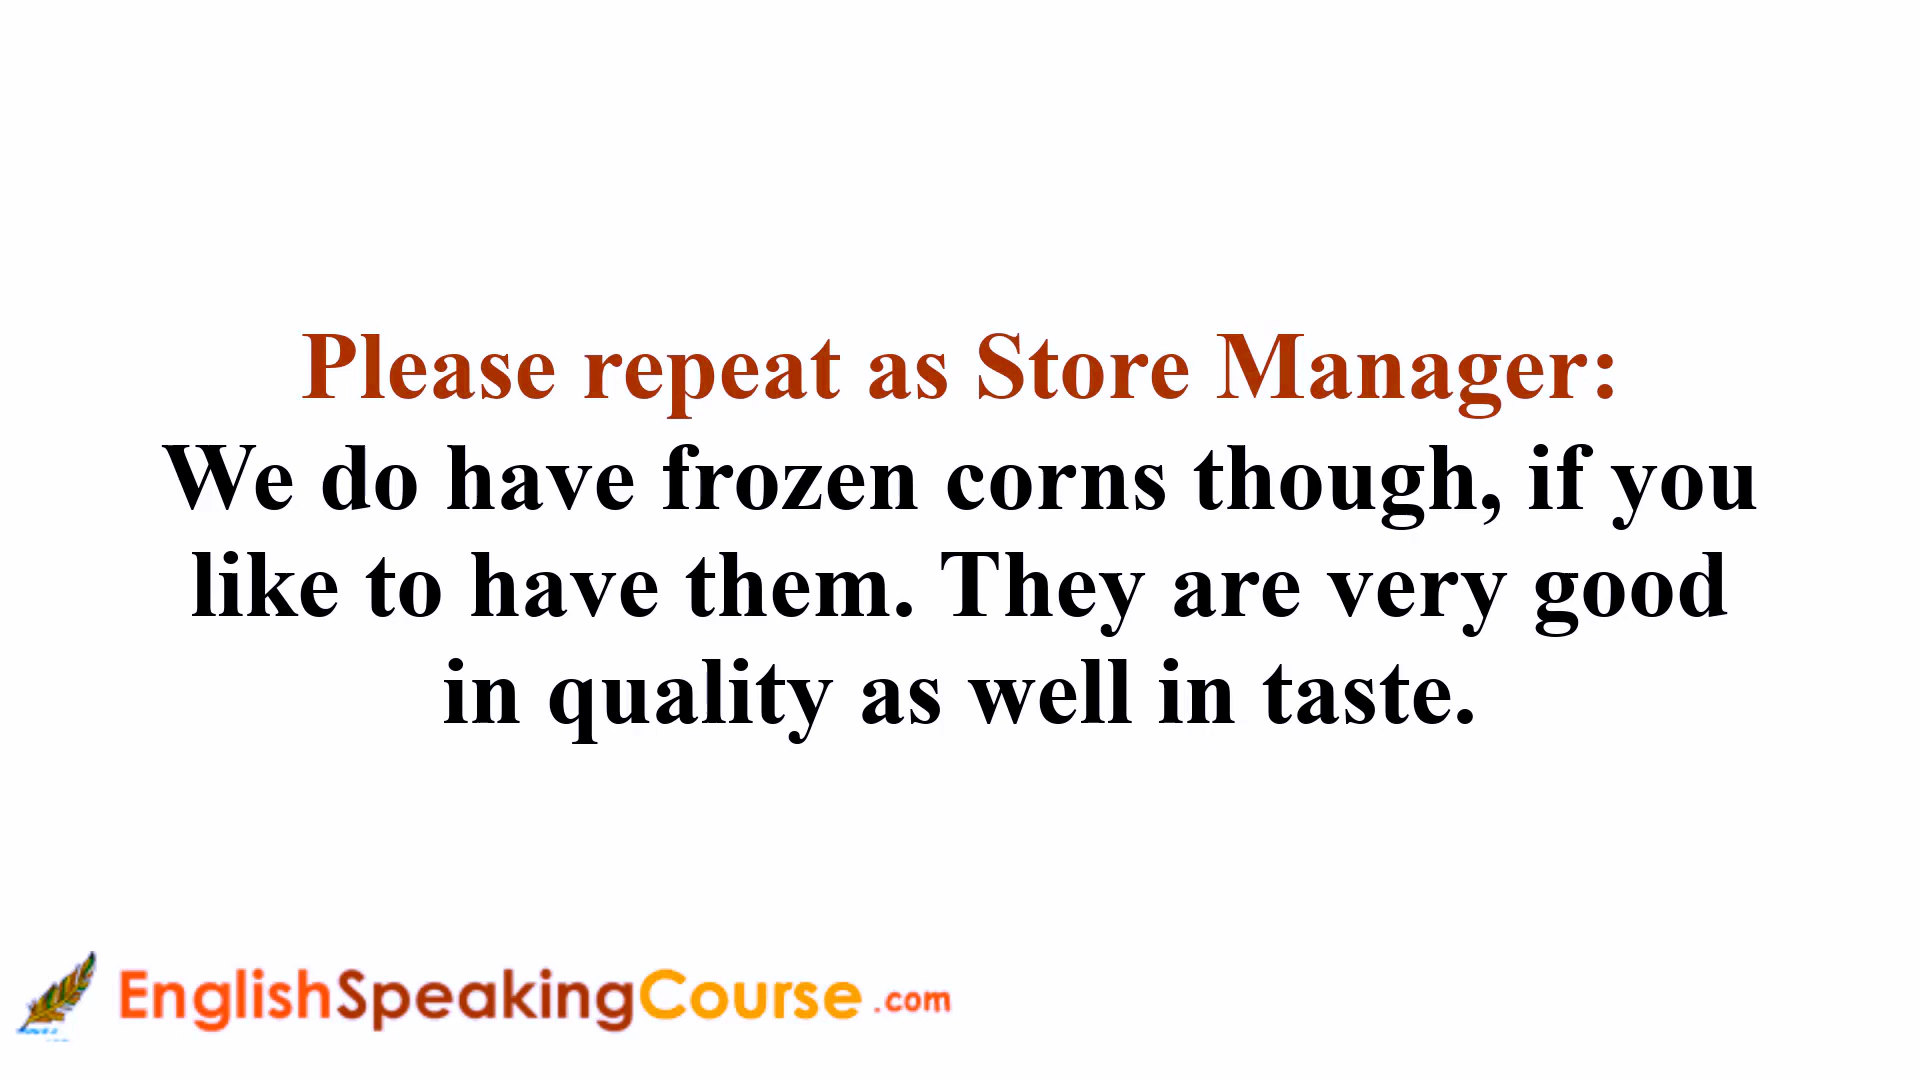 Please repeat as Store Manager:
We do have frozen corns though, if you
like to have them. They are very good
in quality as well in taste.
EnglishSpeakingCourse.com